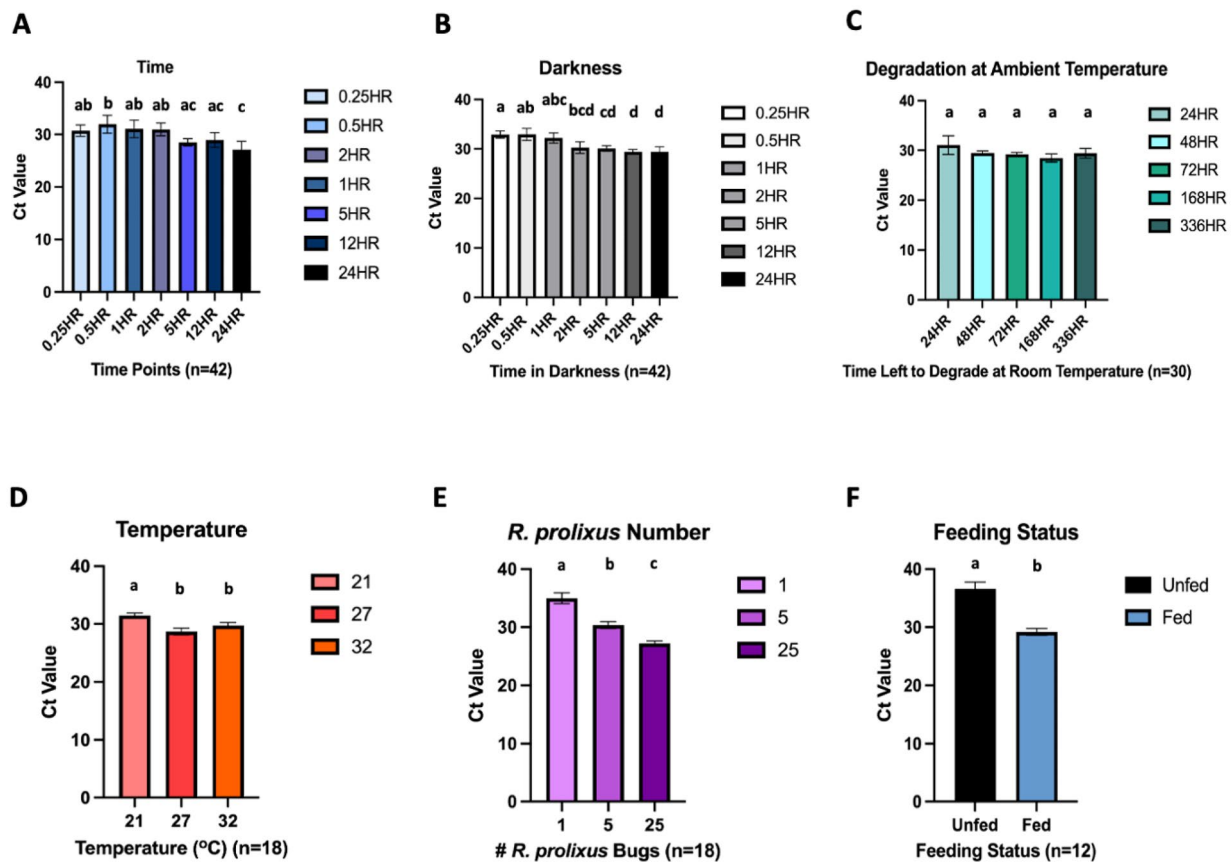 A
Time
40
30
20
10
0
Ct Value
ab b ab ab ac ac c
0.25HR 0.5HR 1HR 2HR 5HR 12HR 24HR
Time Points (n=42)
0.25HR
0.5HR
2HR
1HR
5HR
12HR
24HR
B
Darkness
40
30
20
10
0
Ct Value
a ab abc bcd cd d d
0.25HR 0.5HR 1HR 2HR 5HR 12HR 24HR
Time in Darkness (n=42)
0.25HR
0.5HR
1HR
2HR
5HR
12HR
24HR
C
Degradation at Ambient Temperature
40
30
20
10
0
Ct Value
a a a a a
24HR 48HR 72HR 168HR 336HR
Time Left to Degrade at Room Temperature (n=30)
24HR
48HR
72HR
168HR
336HR
D
Temperature
40
30
20
10
0
Ct Value
a b b
21 27 32
Temperature (ºC) (n=18)
21
27
32
E
R. prolixus Number
40
30
20
10
0
Ct Value
a b c
1 5 25
# R. prolixus Bugs (n=18)
1
5
25
F
Feeding Status
40
30
20
10
0
Ct Value
a b
Unfed Fed
Feeding Status (n=12)
Unfed
Fed